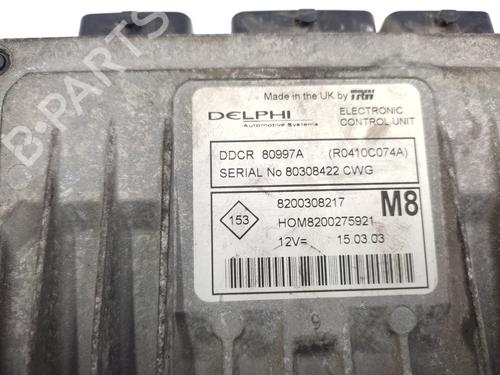 Made in the UK by TRW
DELPHI
Automotive Systems
ELECTRONIC
CONTROL UNIT
DDCR 80997A (R0410C074A)
SERIAL No 80308422 CWG
153
8200308217
M8
HOM8200275921
12V= 15.03.03
9
B-PARTS